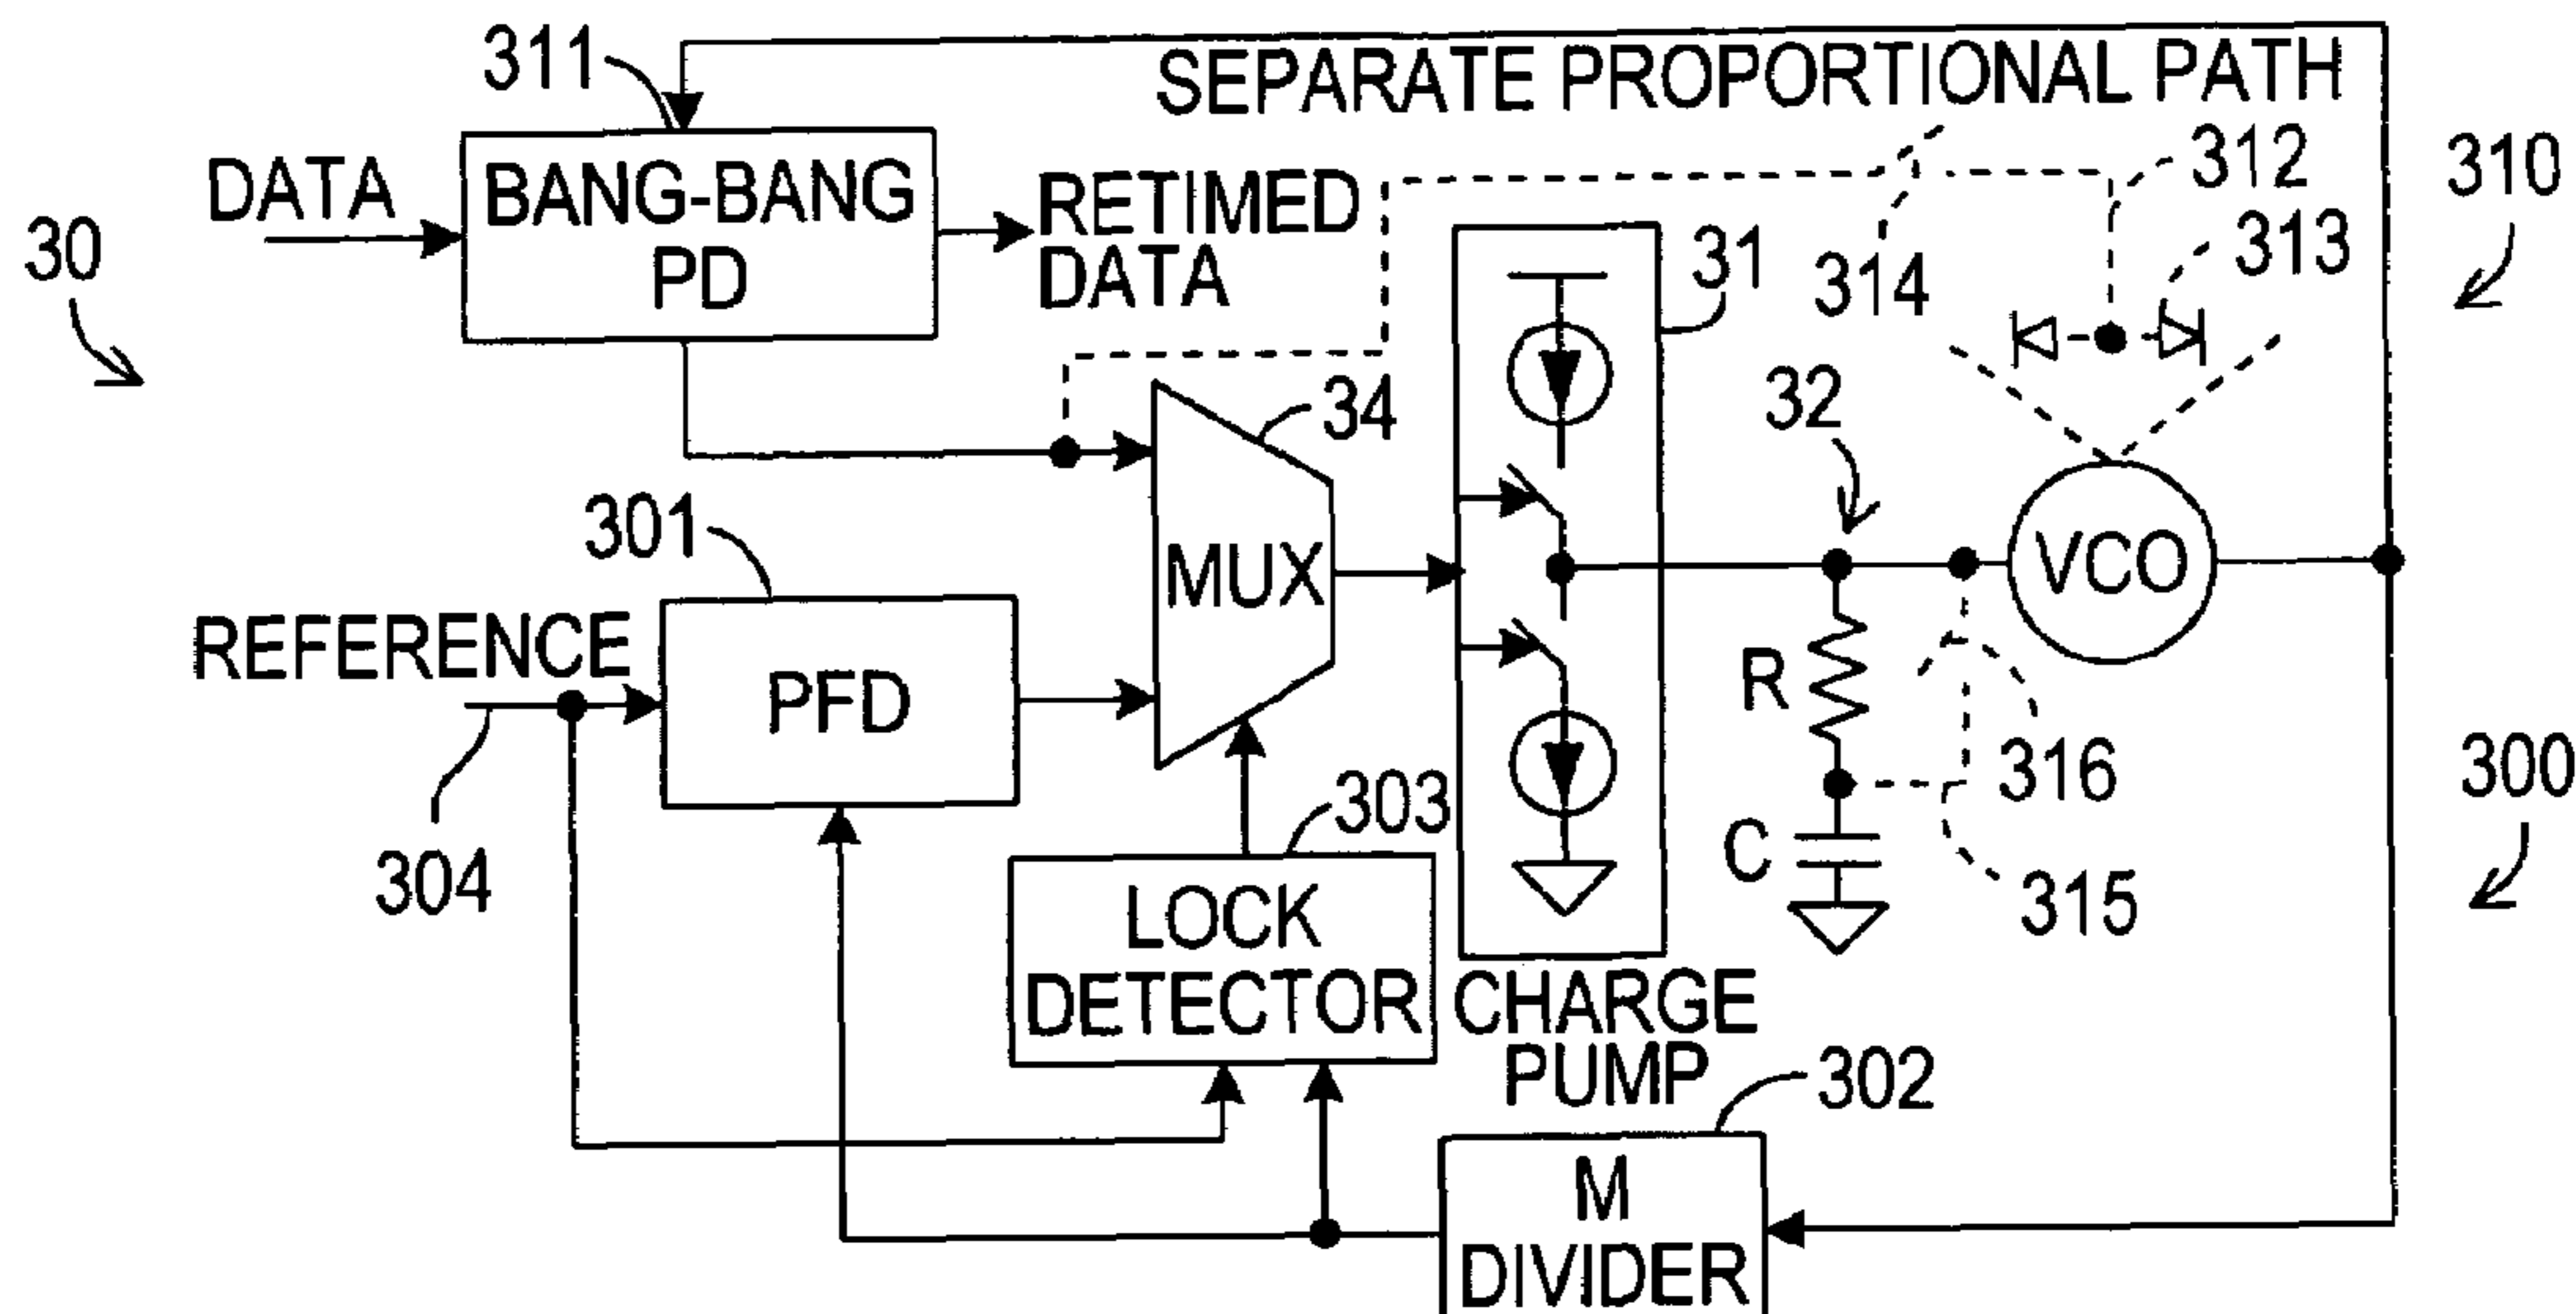 311
SEPARATE PROPORTIONAL PATH
DATA
BANG-BANG
PD
RETIMED
DATA
30
312
310
313
31
314
34
32
301
MUX
VCO
REFERENCE
PFD
R
316
300
303
304
C
315
LOCK
DETECTOR
CHARGE
PUMP
302
M
DIVIDER